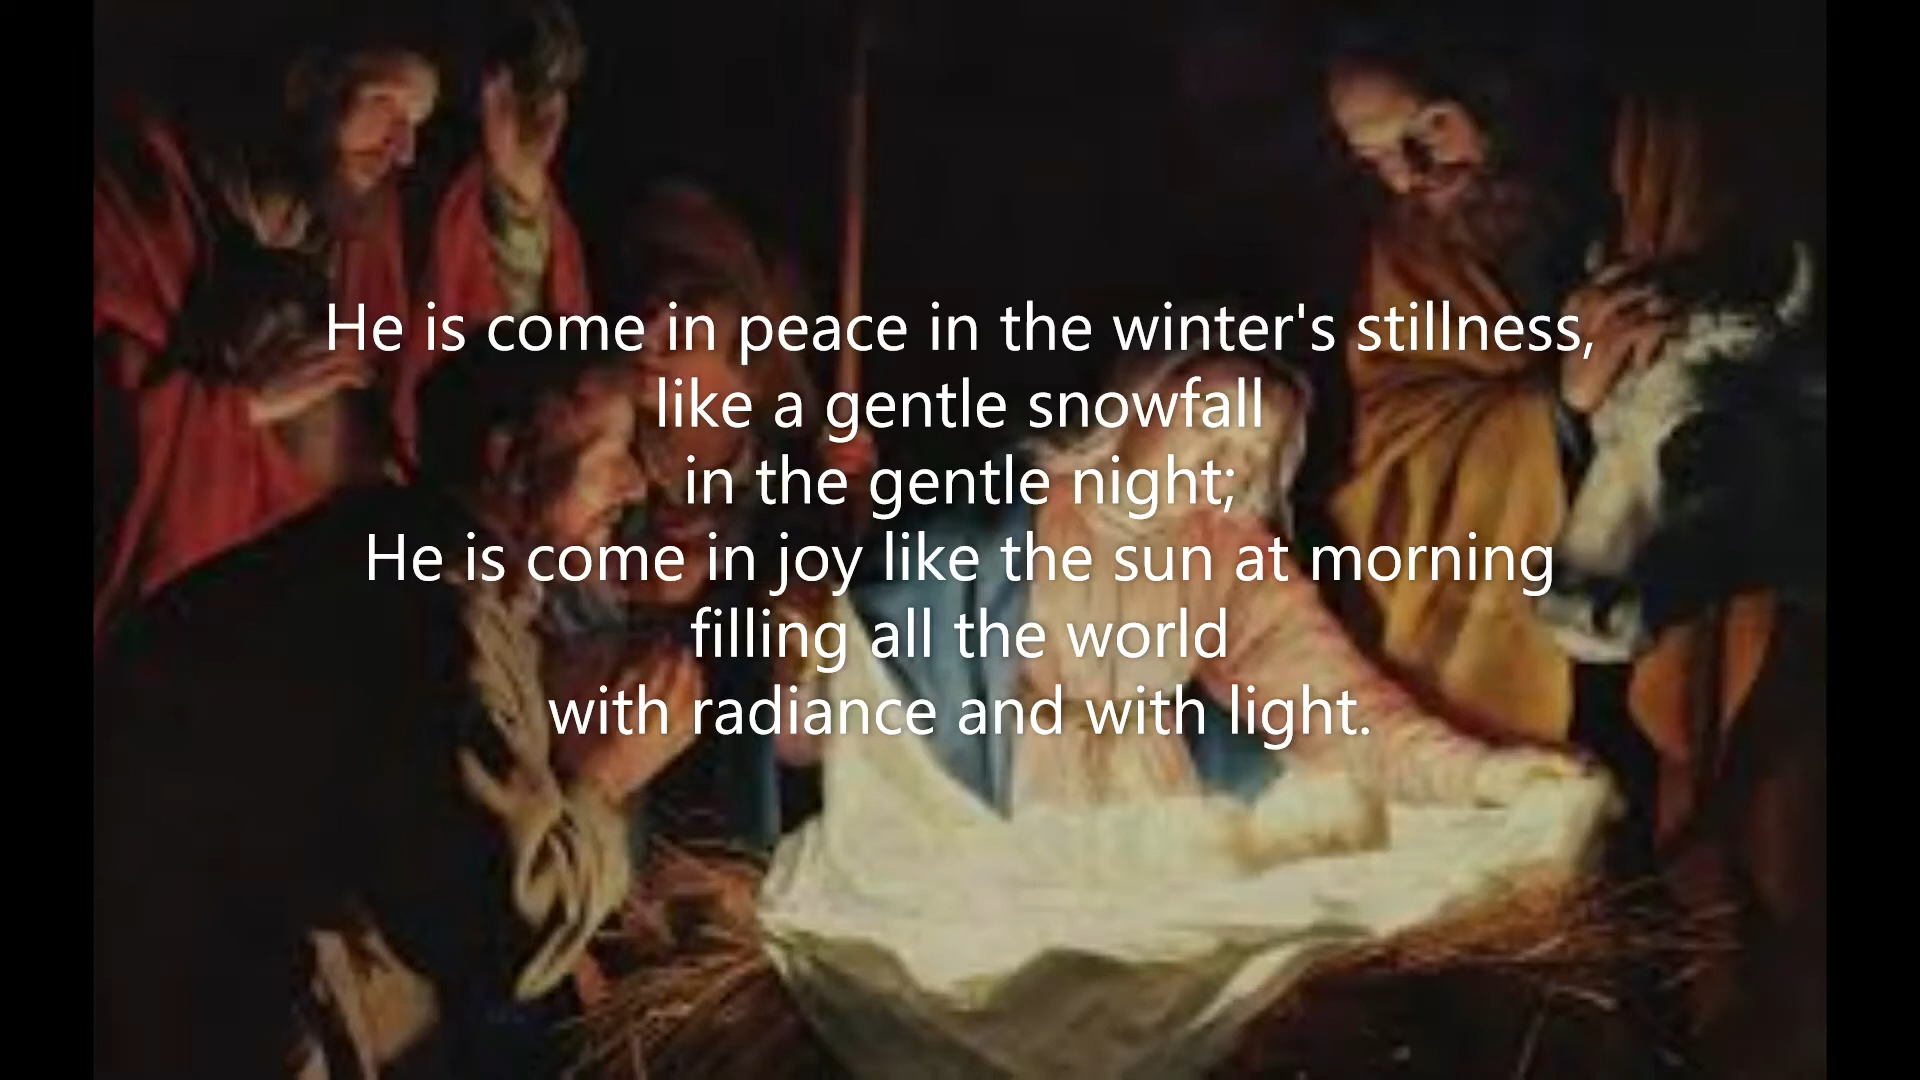 He is come in peace in the winter's stillness,
like a gentle snowfall
in the gentle night;
He is come in joy like the sun at morning
filling all the world
with radiance and with light.